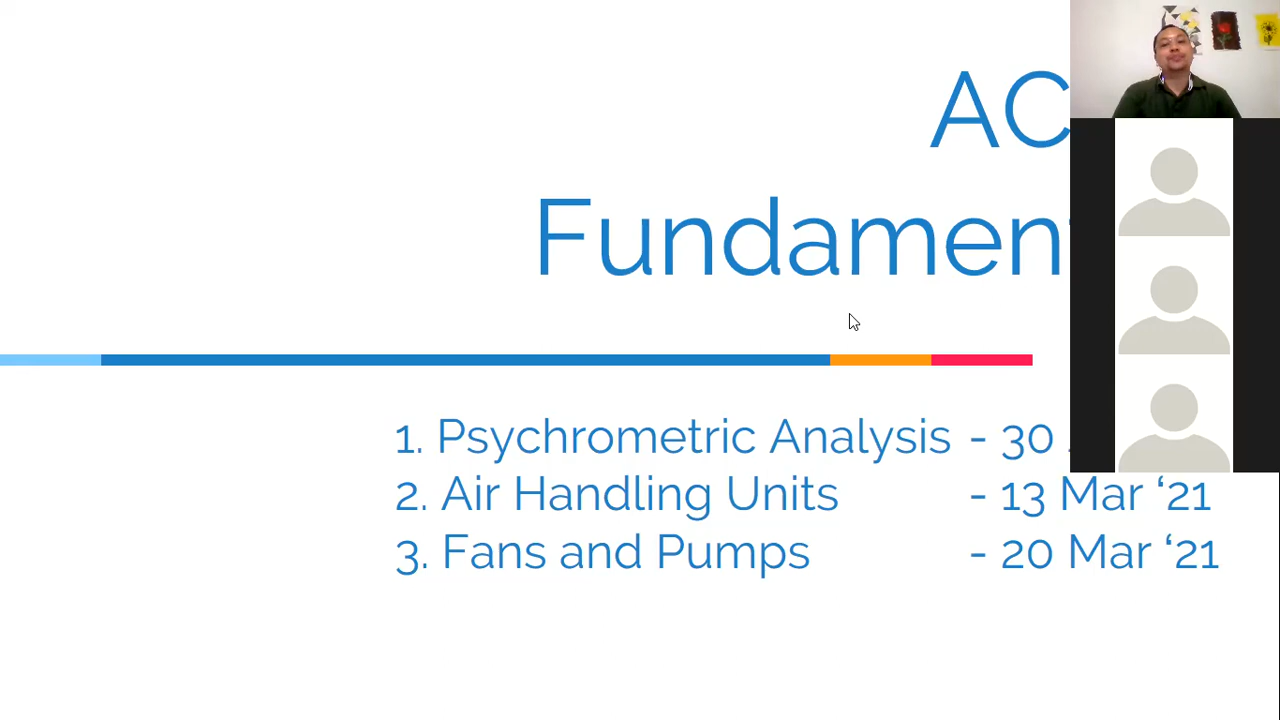 AC
Fundamen
1. Psychrometric Analysis - 30
2. Air Handling Units - 13 Mar ‘21
3. Fans and Pumps - 20 Mar ‘21